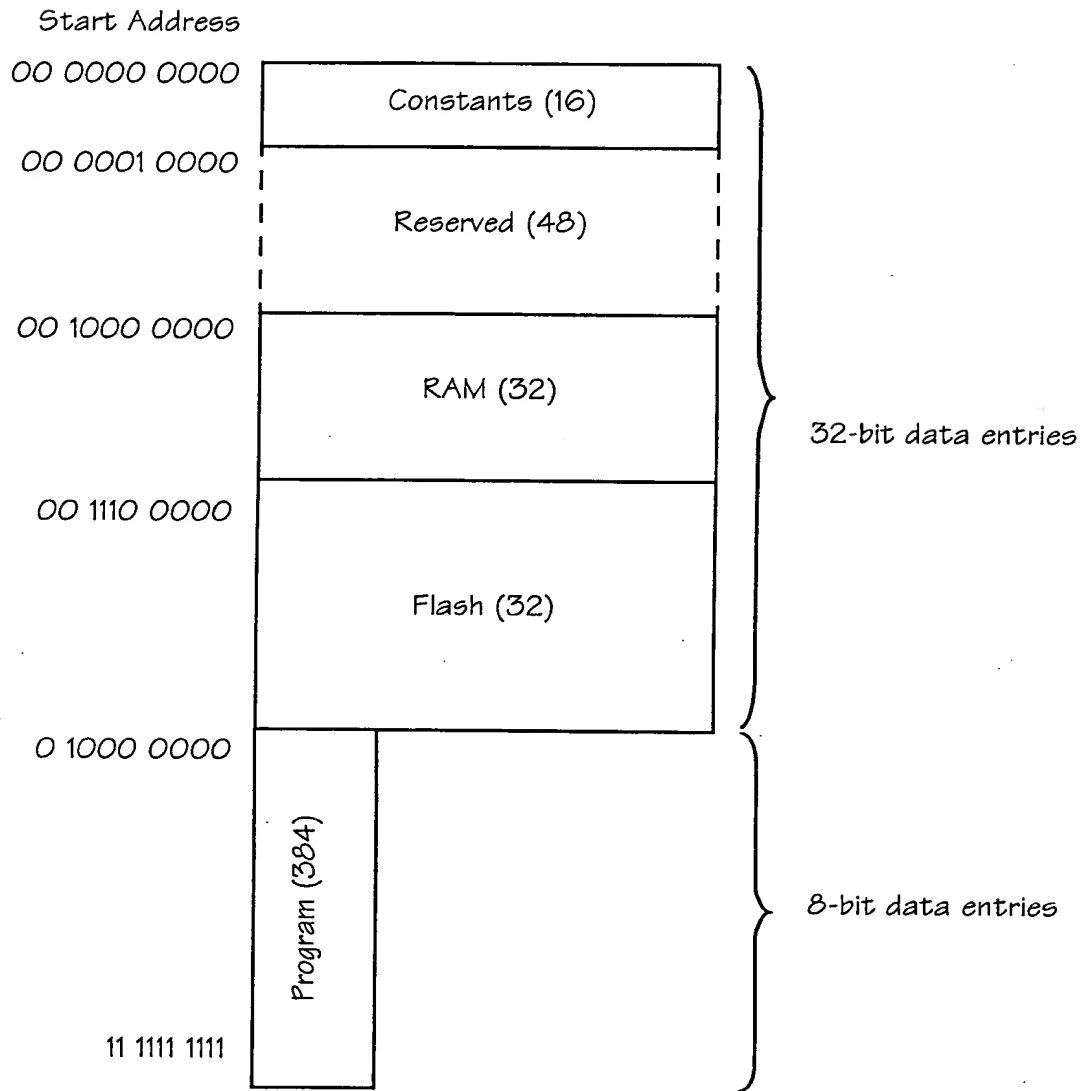 Start Address
00 0000 0000
Constants (16)
00 0001 0000
Reserved (48)
00 1000 0000
RAM (32)
32-bit data entries
00 1110 0000
Flash (32)
0 1000 0000
Program (384)
8-bit data entries
11 1111 1111